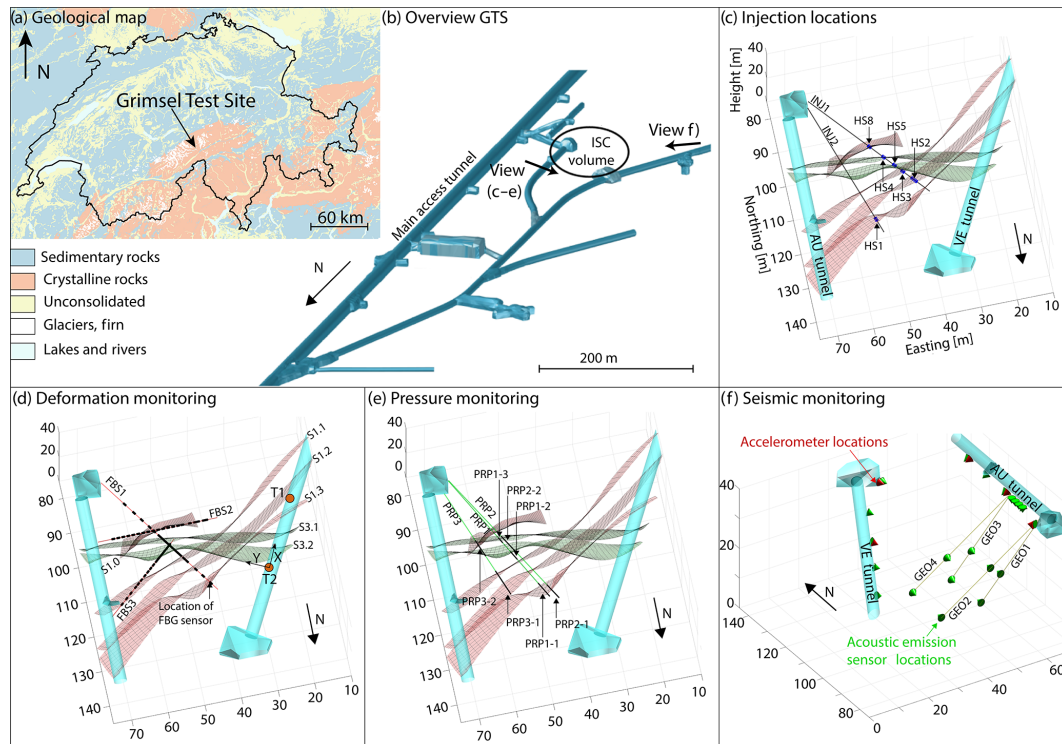 (a) Geological map
N
Grimsel Test Site
60 km
Sedimentary rocks
Crystalline rocks
Unconsolidated
Glaciers, firn
Lakes and rivers
(b) Overview GTS
Main access tunnel
ISC
volume
View f)
View
(c–e)
N
200 m
(c) Injection locations
Height [m]
40
20
0
80
90
100
110
120
130
140
Northing [m]
70
60
50
40
30
20
10
Easting [m]
INJ1
INJ2
HS8
HS5
HS2
HS4
HS3
HS1
AU tunnel
VE tunnel
N
(d) Deformation monitoring
40
20
0
80
90
100
110
120
130
140
70
60
50
40
30
20
10
FBS1
FBS2
FBS3
S1.0
S1.1
S1.2
S1.3
S3.1
S3.2
T1
T2
X
Y
Location of
FBG sensor
N
(e) Pressure monitoring
40
20
0
80
90
100
110
120
130
140
70
60
50
40
30
20
10
PRP1-3
PRP2-2
PRP1-2
PRP2
PRP1
PRP3
PRP3-2
PRP3-1
PRP2-1
PRP1-1
N
(f) Seismic monitoring
Accelerometer locations
AU tunnel
VE tunnel
GEO3
GEO1
GEO4
GEO2
N
Acoustic emission
sensor locations
40
30
20
10
0
140
120
100
80
0
20
40
60